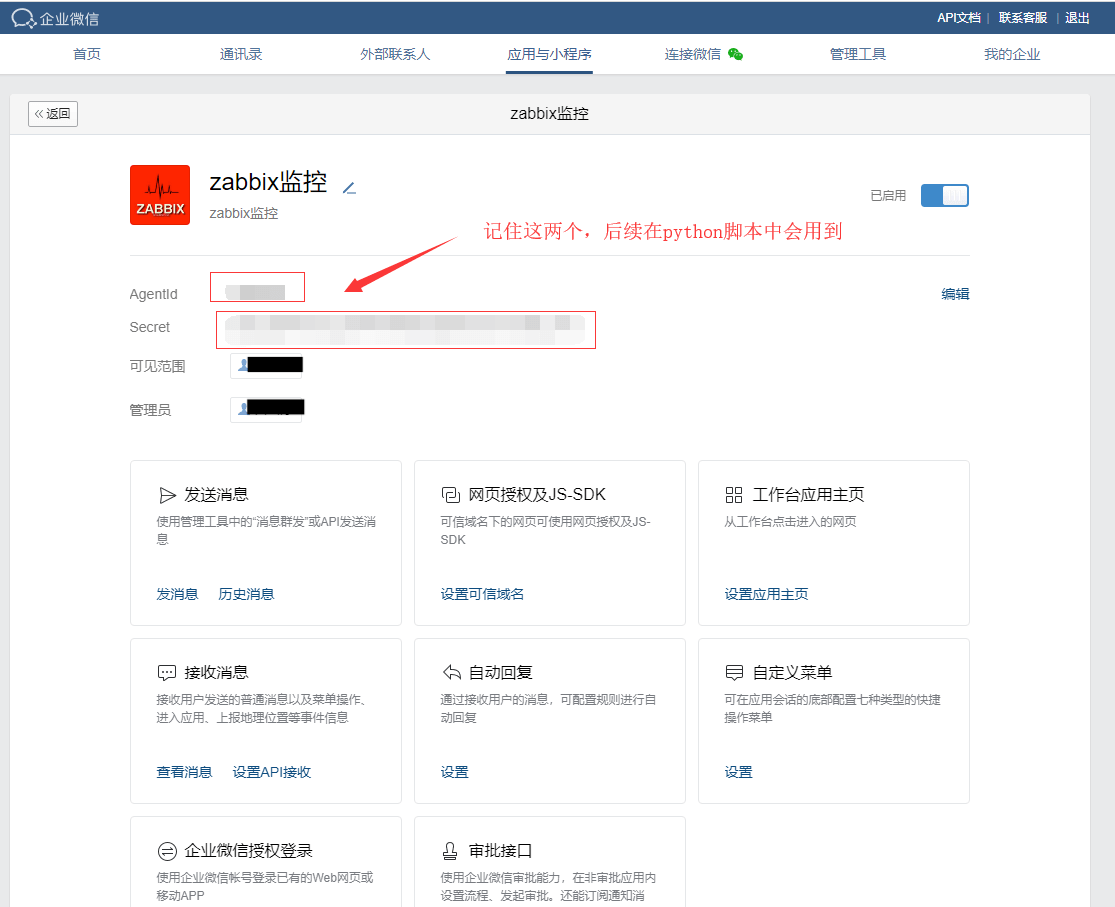 企业微信
API文档 | 联系客服 | 退出
首页 通讯录 外部联系人 应用与小程序 连接微信 管理工具 我的企业
«返回
zabbix监控
ZABBIX
zabbix监控
zabbix监控
已启用
记住这两个，后续在python脚本中会用到
AgentId
编辑
Secret
可见范围
管理员
发送消息
使用管理工具中的“消息群发”或API发送消
息
发消息 历史消息
网页授权及JS-SDK
可信域名下的网页可使用网页授权及JS-
SDK
设置可信域名
工作台应用主页
从工作台点击进入的网页
设置应用主页
接收消息
接收用户发送的普通消息以及菜单操作、
进入应用、上报地理位置等事件信息
查看消息 设置API接收
自动回复
通过接收用户的消息，可配置规则进行自
动回复
设置
自定义菜单
可在应用会话的底部配置七种类型的快捷
操作菜单
设置
企业微信授权登录
使用企业微信帐号登录已有的Web网页或
移动APP
审批接口
使用企业微信审批能力，在非审批应用内
设置流程、发起审批。还能订阅通知消